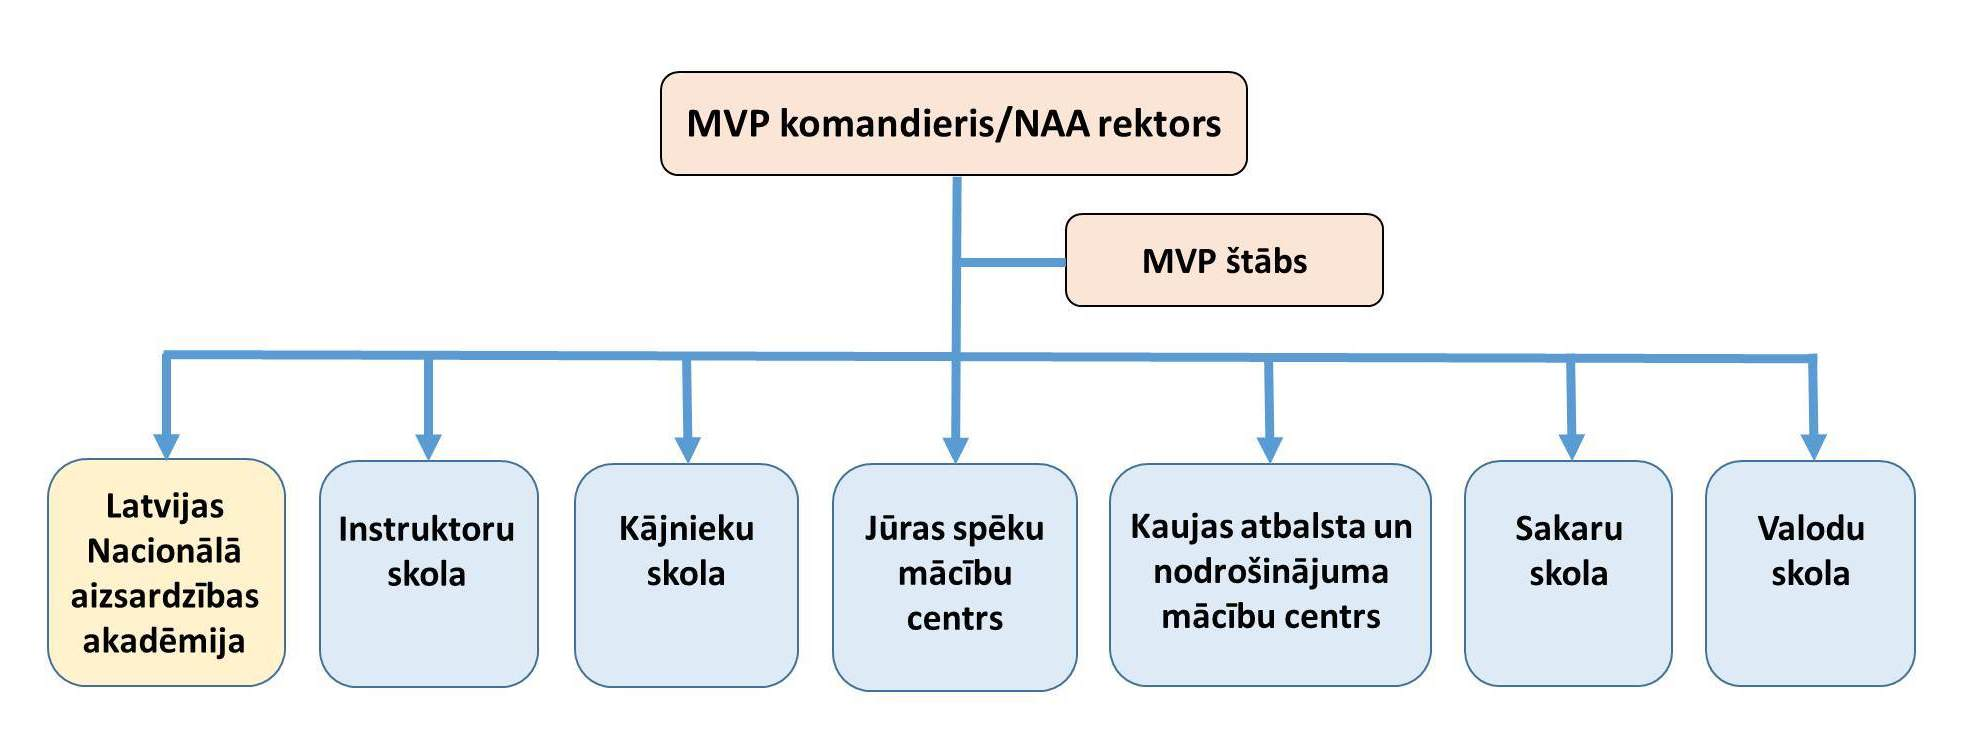 MVP komandieris/NAA rektors
MVP štābs
Latvijas
Nacionālā
aizsardzības
akadēmija
Instruktoru
skola
Kājnieku
skola
Jūras spēku
mācību
centrs
Kaujas atbalsta un
nodrošinājuma
mācību centrs
Sakaru
skola
Valodu
skola